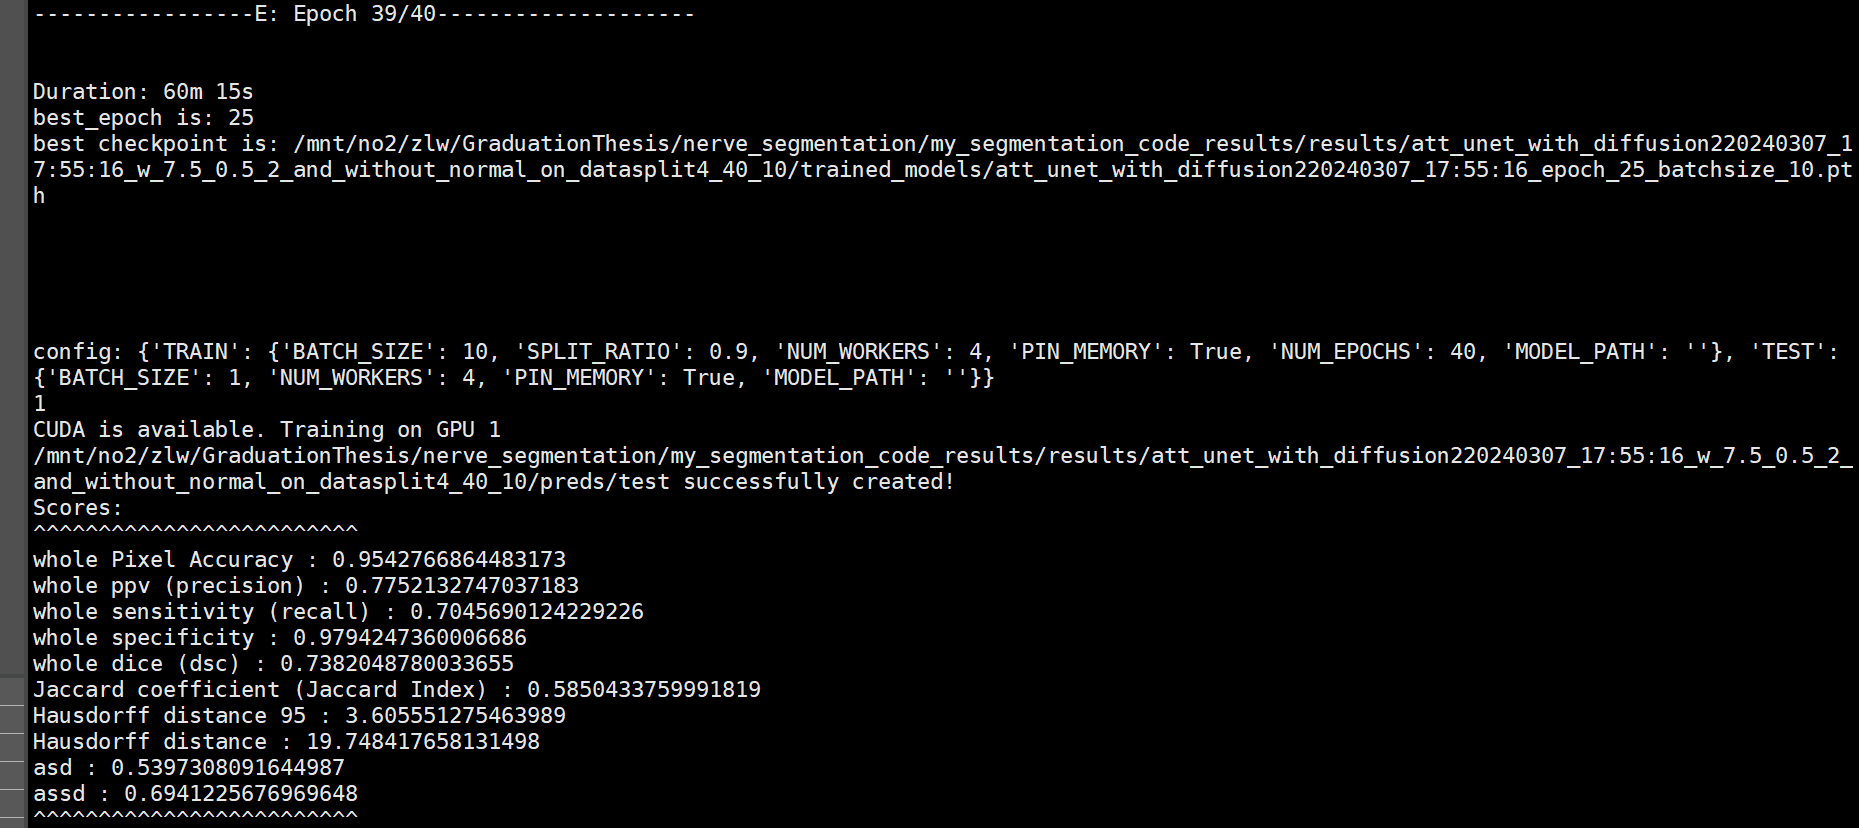 -----------------E: Epoch 39/40--------------------
Duration: 60m 15s
best_epoch is: 25
best checkpoint is: /mnt/no2/zlw/GraduationThesis/nerve_segmentation/my_segmentation_code_results/results/att_unet_with_diffusion220240307_1
7:55:16_w_7.5_0.5_2_and_without_normal_on_datasplit4_40_10/trained_models/att_unet_with_diffusion220240307_17:55:16_epoch_25_batchsize_10.pt
h
config: {'TRAIN': {'BATCH_SIZE': 10, 'SPLIT_RATIO': 0.9, 'NUM_WORKERS': 4, 'PIN_MEMORY': True, 'NUM_EPOCHS': 40, 'MODEL_PATH': ''}, 'TEST':
{'BATCH_SIZE': 1, 'NUM_WORKERS': 4, 'PIN_MEMORY': True, 'MODEL_PATH': ''}}
1
CUDA is available. Training on GPU 1
/mnt/no2/zlw/GraduationThesis/nerve_segmentation/my_segmentation_code_results/results/att_unet_with_diffusion220240307_17:55:16_w_7.5_0.5_2_
and_without_normal_on_datasplit4_40_10/preds/test successfully created!
Scores:
^^^^^^^^^^^^^^^^^^^^^^^^^
whole Pixel Accuracy : 0.9542766864483173
whole ppv (precision) : 0.7752132747037183
whole sensitivity (recall) : 0.7045690124229226
whole specificity : 0.9794247360006686
whole dice (dsc) : 0.7382048780033655
Jaccard coefficient (Jaccard Index) : 0.5850433759991819
Hausdorff distance 95 : 3.605551275463989
Hausdorff distance : 19.748417658131498
asd : 0.5397308091644987
assd : 0.6941225676969648
^^^^^^^^^^^^^^^^^^^^^^^^^